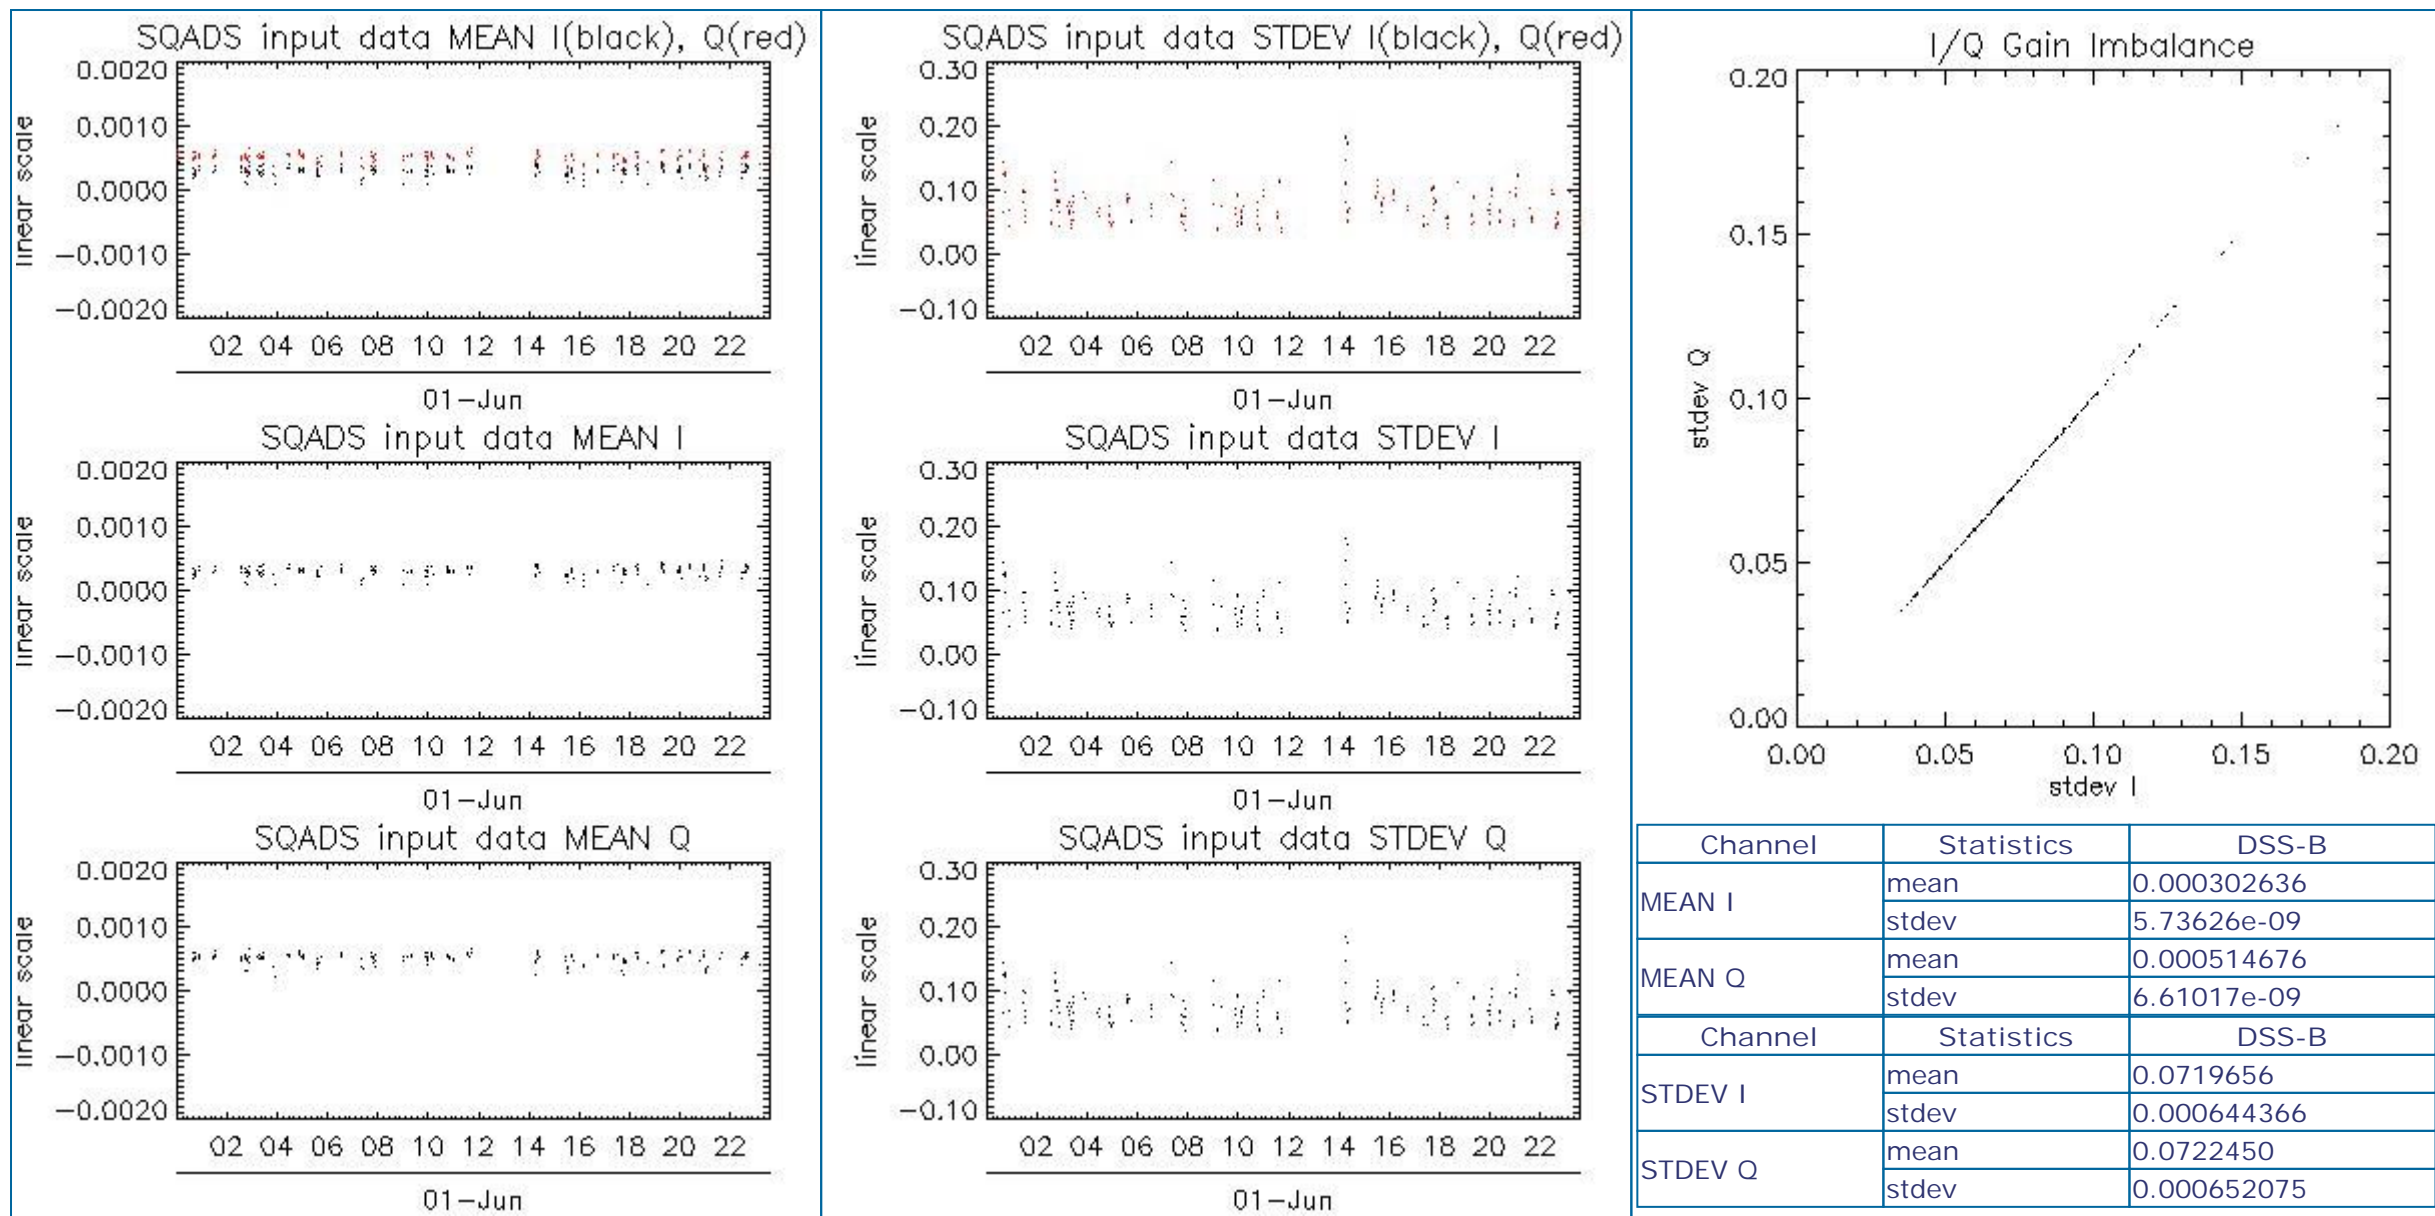 SQADS input data MEAN I(black), Q(red)
0.0020
0.0010
0.0000
−0.0010
−0.0020
linear scale
02 04 06 08 10 12 14 16 18 20 22
01−Jun
SQADS input data MEAN I
0.0020
0.0010
0.0000
−0.0010
−0.0020
linear scale
02 04 06 08 10 12 14 16 18 20 22
01−Jun
SQADS input data MEAN Q
0.0020
0.0010
0.0000
−0.0010
−0.0020
linear scale
02 04 06 08 10 12 14 16 18 20 22
01−Jun
SQADS input data STDEV I(black), Q(red)
0.30
0.20
0.10
0.00
−0.10
linear scale
02 04 06 08 10 12 14 16 18 20 22
01−Jun
SQADS input data STDEV I
0.30
0.20
0.10
0.00
−0.10
linear scale
02 04 06 08 10 12 14 16 18 20 22
01−Jun
SQADS input data STDEV Q
0.30
0.20
0.10
0.00
−0.10
linear scale
02 04 06 08 10 12 14 16 18 20 22
01−Jun
I/Q Gain Imbalance
0.20
0.15
0.10
0.05
0.00
stdev Q
0.00 0.05 0.10 0.15 0.20
stdev I
Channel Statistics DSS-B
MEAN I mean 0.000302636
stdev 5.73626e-09
MEAN Q mean 0.000514676
stdev 6.61017e-09
Channel Statistics DSS-B
STDEV I mean 0.0719656
stdev 0.000644366
STDEV Q mean 0.0722450
stdev 0.000652075